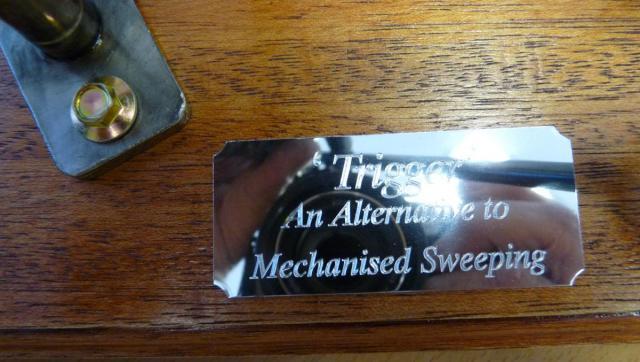 ‘Trigger’
An Alternative to
Mechanised Sweeping